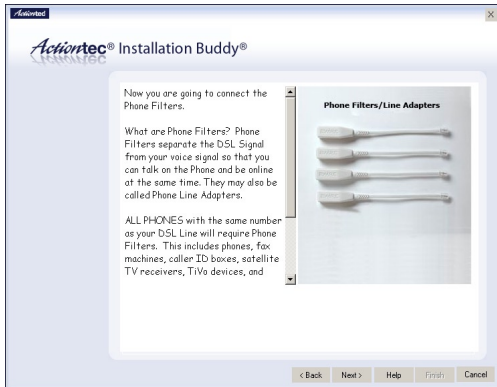 Actiontec
Actiontec® Installation Buddy®
Now you are going to connect the
Phone Filters.
What are Phone Filters? Phone
Filters separate the DSL Signal
from your voice signal so that you
can talk on the Phone and be online
at the same time. They may also be
called Phone Line Adapters.
ALL PHONES with the same number
as your DSL Line will require Phone
Filters. This includes phones, fax
machines, caller ID boxes, satellite
TV receivers, TiVo devices, and
Phone Filters/Line Adapters
< Back
Next >
Help
Finish
Cancel